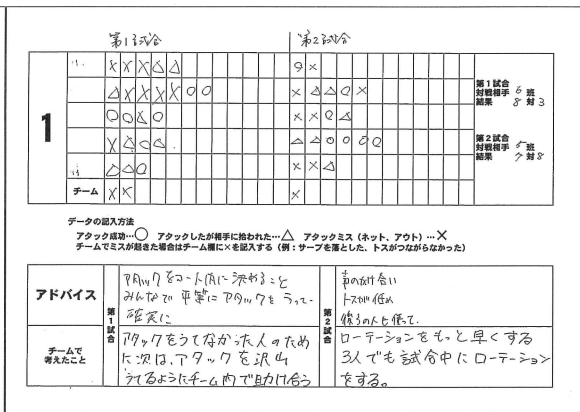 第1試合 第2試合
× × × △ △ ○ ×
△ × × × × ○ ○ × △ △ ○ ×
○ ○ △ ○ × × ○ △
× △ ○ △ △ △ ○ ○ ○ ○
△ △ ○ × × △
チーム × × ×
1
第1試合
対戦相手 6 班
結果 8 対 3
第2試合
対戦相手 5 班
結果 7 対 8
データの記入方法
アタック成功…○ アタックしたが相手に拾われた…△ アタックミス(ネット、アウト)…×
チームでミスが起きた場合はチーム欄に×を記入する(例:サーブを落とした、トスがつながらなかった)
アドバイス
第1試合
アタックをコート内に決めること
みんなで平等にアタックをうって
確実に
第2試合
声のかけ合い
トスが低め
後ろの人も使って.
チームで
考えたこと
アタックをうてなかった人のため
に次は、アタックを沢山
うてるようにチーム内で助け合う
ローテーションをもっと早くする
3人でも試合中にローテーション
をする。